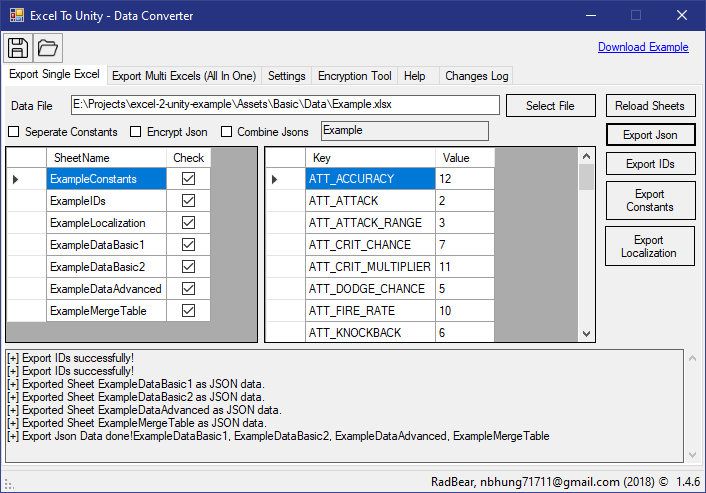 Excel To Unity - Data Converter
Download Example
Export Single Excel Export Multi Excels (All In One) Settings Encryption Tool Help Changes Log
Data File E:\Projects\excel-2-unity-example\Assets\Basic\Data\Example.xlsx Select File Reload Sheets
Seperate Constants Encrypt Json Combine Jsons Example Export Json
SheetName Check
ExampleConstants
ExampleIDs
ExampleLocalization
ExampleDataBasic1
ExampleDataBasic2
ExampleDataAdvanced
ExampleMergeTable
Key Value
ATT_ACCURACY 12
ATT_ATTACK 2
ATT_ATTACK_RANGE 3
ATT_CRIT_CHANCE 7
ATT_CRIT_MULTIPLIER 11
ATT_DODGE_CHANCE 5
ATT_FIRE_RATE 10
ATT_KNOCKBACK 6
Export IDs
Export
Constants
Export
Localization
[+] Export IDs successfully!
[+] Export IDs successfully!
[+] Exported Sheet ExampleDataBasic1 as JSON data.
[+] Exported Sheet ExampleDataBasic2 as JSON data.
[+] Exported Sheet ExampleDataAdvanced as JSON data.
[+] Exported Sheet ExampleMergeTable as JSON data.
[+] Export Json Data done!ExampleDataBasic1, ExampleDataBasic2, ExampleDataAdvanced, ExampleMergeTable
RadBear, nbhung71711@gmail.com (2018) © 1.4.6